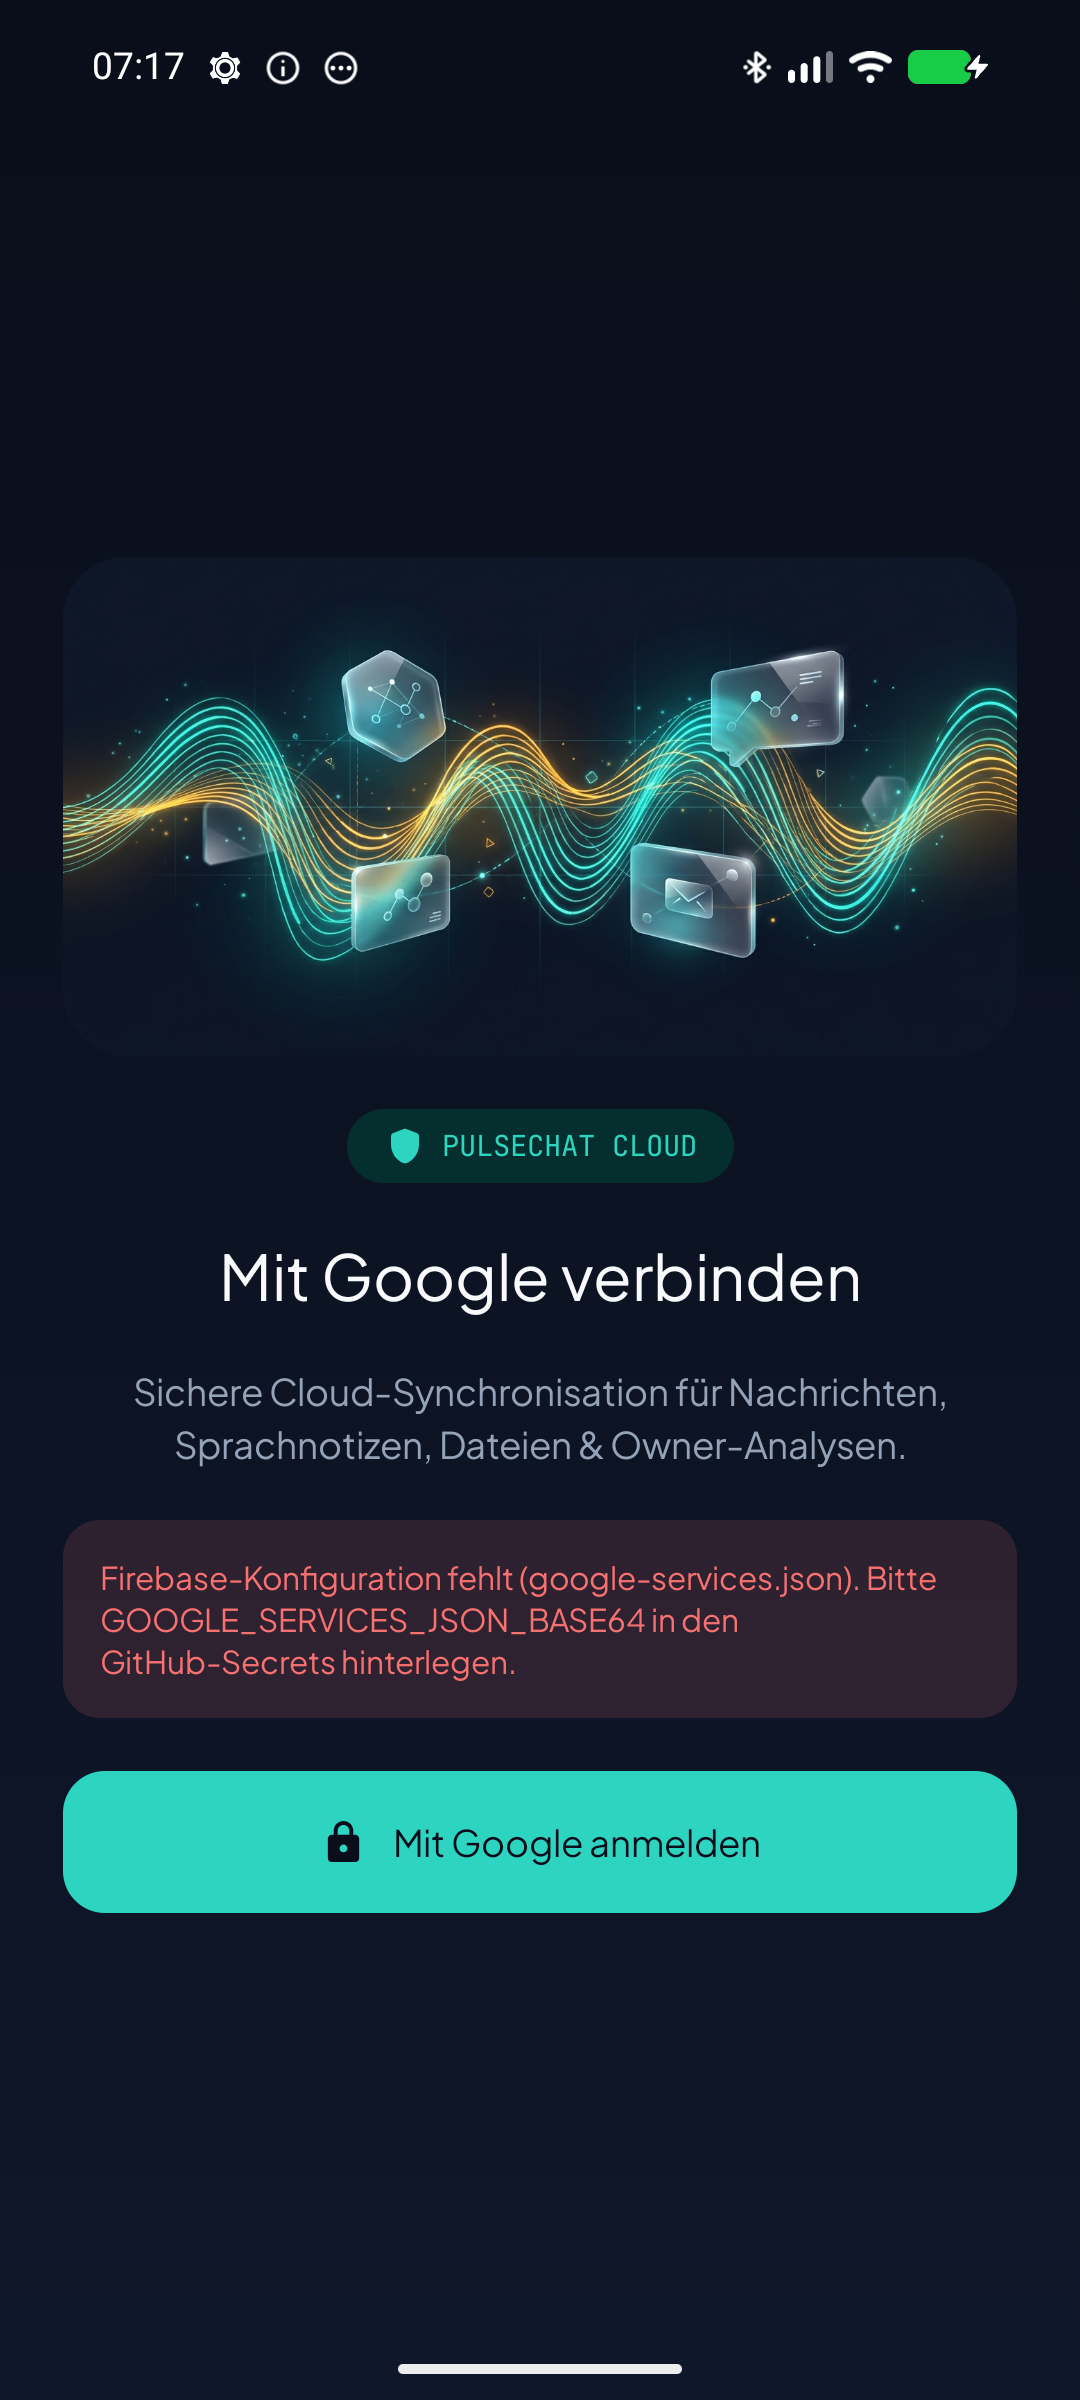 07:17
PULSECHAT CLOUD
Mit Google verbinden
Sichere Cloud-Synchronisation für Nachrichten,
Sprachnotizen, Dateien & Owner-Analysen.
Firebase-Konfiguration fehlt (google-services.json). Bitte
GOOGLE_SERVICES_JSON_BASE64 in den
GitHub-Secrets hinterlegen.
Mit Google anmelden